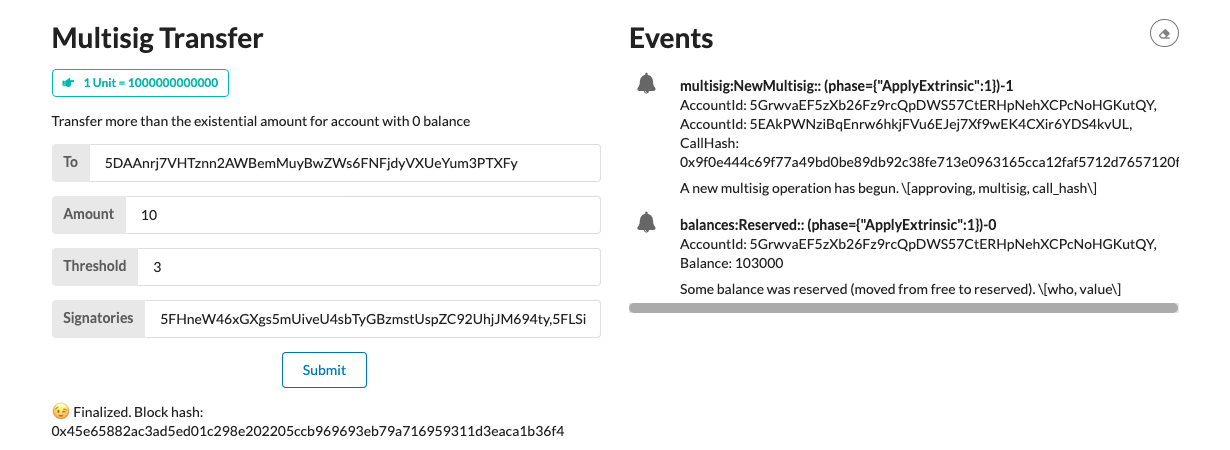 Multisig Transfer
1 Unit = 1000000000000
Transfer more than the existential amount for account with 0 balance
To 5DAAnrj7VHTznn2AWBemMuyBwZWs6FNFjdyVXUeYum3PTXFy
Amount 10
Threshold 3
Signatories 5FHneW46xGXgs5mUiveU4sbTyGBzmstUspZC92UhjJM694ty,5FLSi
Submit
😉 Finalized. Block hash:
0x45e65882ac3ad5ed01c298e202205ccb969693eb79a716959311d3eaca1b36f4
Events
multisig:NewMultisig:: (phase={"ApplyExtrinsic":1})-1
AccountId: 5GrwvaEF5zXb26Fz9rcQpDWS57CtERHpNehXCPcNoHGKutQY,
AccountId: 5EAkPWNziBqEnrw6hkjFVu6EJej7Xf9wEK4CXir6YDS4kvUL,
CallHash:
0x9f0e444c69f77a49bd0be89db92c38fe713e0963165cca12faf5712d7657120f
A new multisig operation has begun. \[approving, multisig, call_hash\]
balances:Reserved:: (phase={"ApplyExtrinsic":1})-0
AccountId: 5GrwvaEF5zXb26Fz9rcQpDWS57CtERHpNehXCPcNoHGKutQY,
Balance: 103000
Some balance was reserved (moved from free to reserved). \[who, value\]